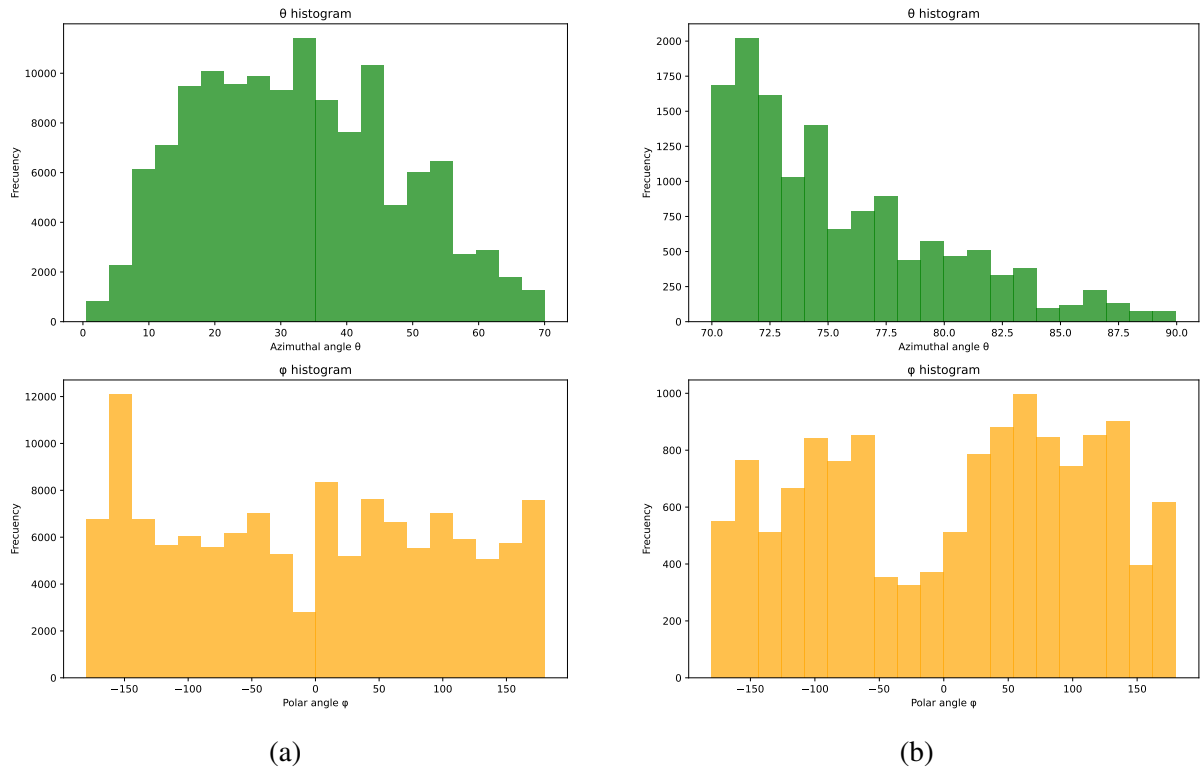 θ histogram
Frecuency
10000
8000
6000
4000
2000
0
0 10 20 30 40 50 60 70
Azimuthal angle θ
φ histogram
Frecuency
12000
10000
8000
6000
4000
2000
0
−150 −100 −50 0 50 100 150
Polar angle φ
(a)
θ histogram
Frecuency
2000
1750
1500
1250
1000
750
500
250
0
70.0 72.5 75.0 77.5 80.0 82.5 85.0 87.5 90.0
Azimuthal angle θ
φ histogram
Frecuency
1000
800
600
400
200
0
−150 −100 −50 0 50 100 150
Polar angle φ
(b)